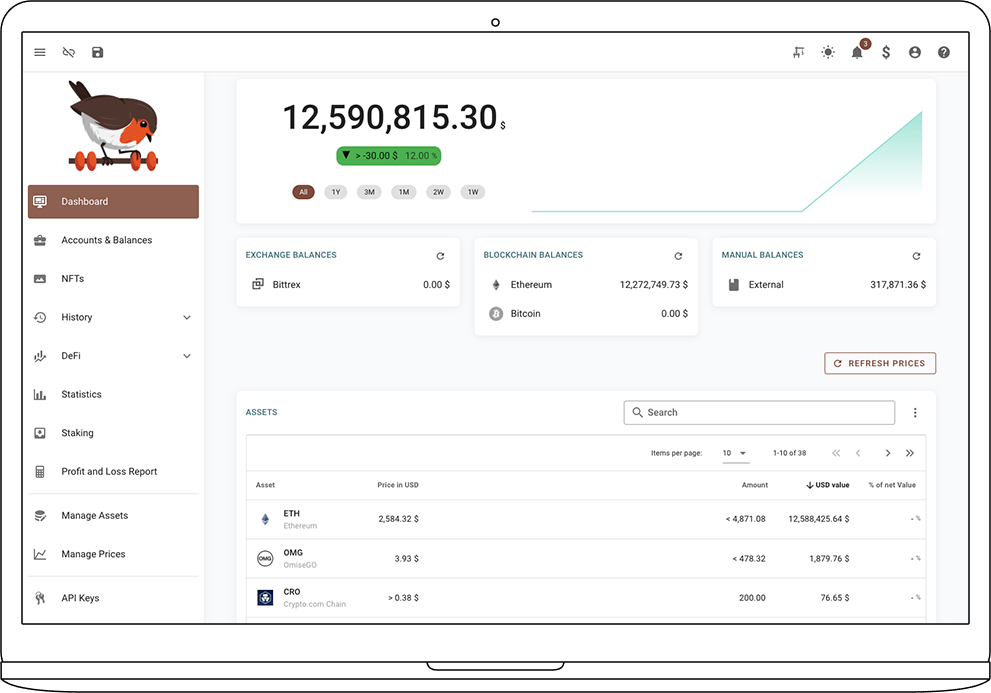 3
12,590,815.30 $
> -30.00 $ 12.00 %
All 1Y 3M 1M 2W 1W
Dashboard
Accounts & Balances
NFTs
History
DeFi
Statistics
Staking
Profit and Loss Report
Manage Assets
Manage Prices
API Keys
EXCHANGE BALANCES
Bittrex 0.00 $
BLOCKCHAIN BALANCES
Ethereum 12,272,749.73 $
Bitcoin 0.00 $
MANUAL BALANCES
External 317,871.36 $
REFRESH PRICES
ASSETS
Search
Items per page: 10 1-10 of 38
Asset Price in USD Amount USD value % of net Value
ETH
Ethereum
2,584.32 $ < 4,871.08 12,588,425.64 $ - %
OMG
OMG
OmiseGO
3.93 $ < 478.32 1,879.76 $ - %
CRO
Crypto.com Chain
> 0.38 $ 200.00 76.65 $ - %